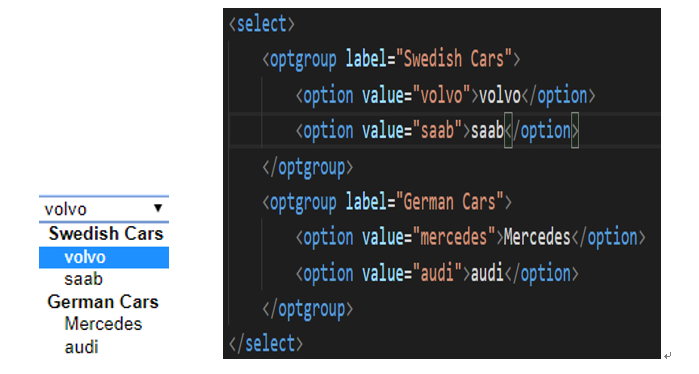 volvo
Swedish Cars
volvo
saab
German Cars
Mercedes
audi
<select>
<optgroup label="Swedish Cars">
<option value="volvo">volvo</option>
<option value="saab">saab</option>
</optgroup>
<optgroup label="German Cars">
<option value="mercedes">Mercedes</option>
<option value="audi">audi</option>
</optgroup>
</select>